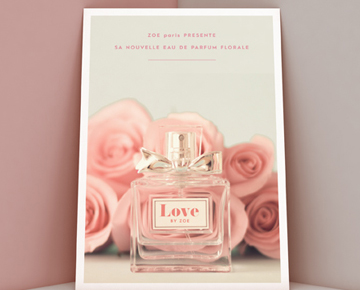 ZOE paris PRESENTE
SA NOUVELLE EAU DE PARFUM FLORALE
Love
BY ZOE